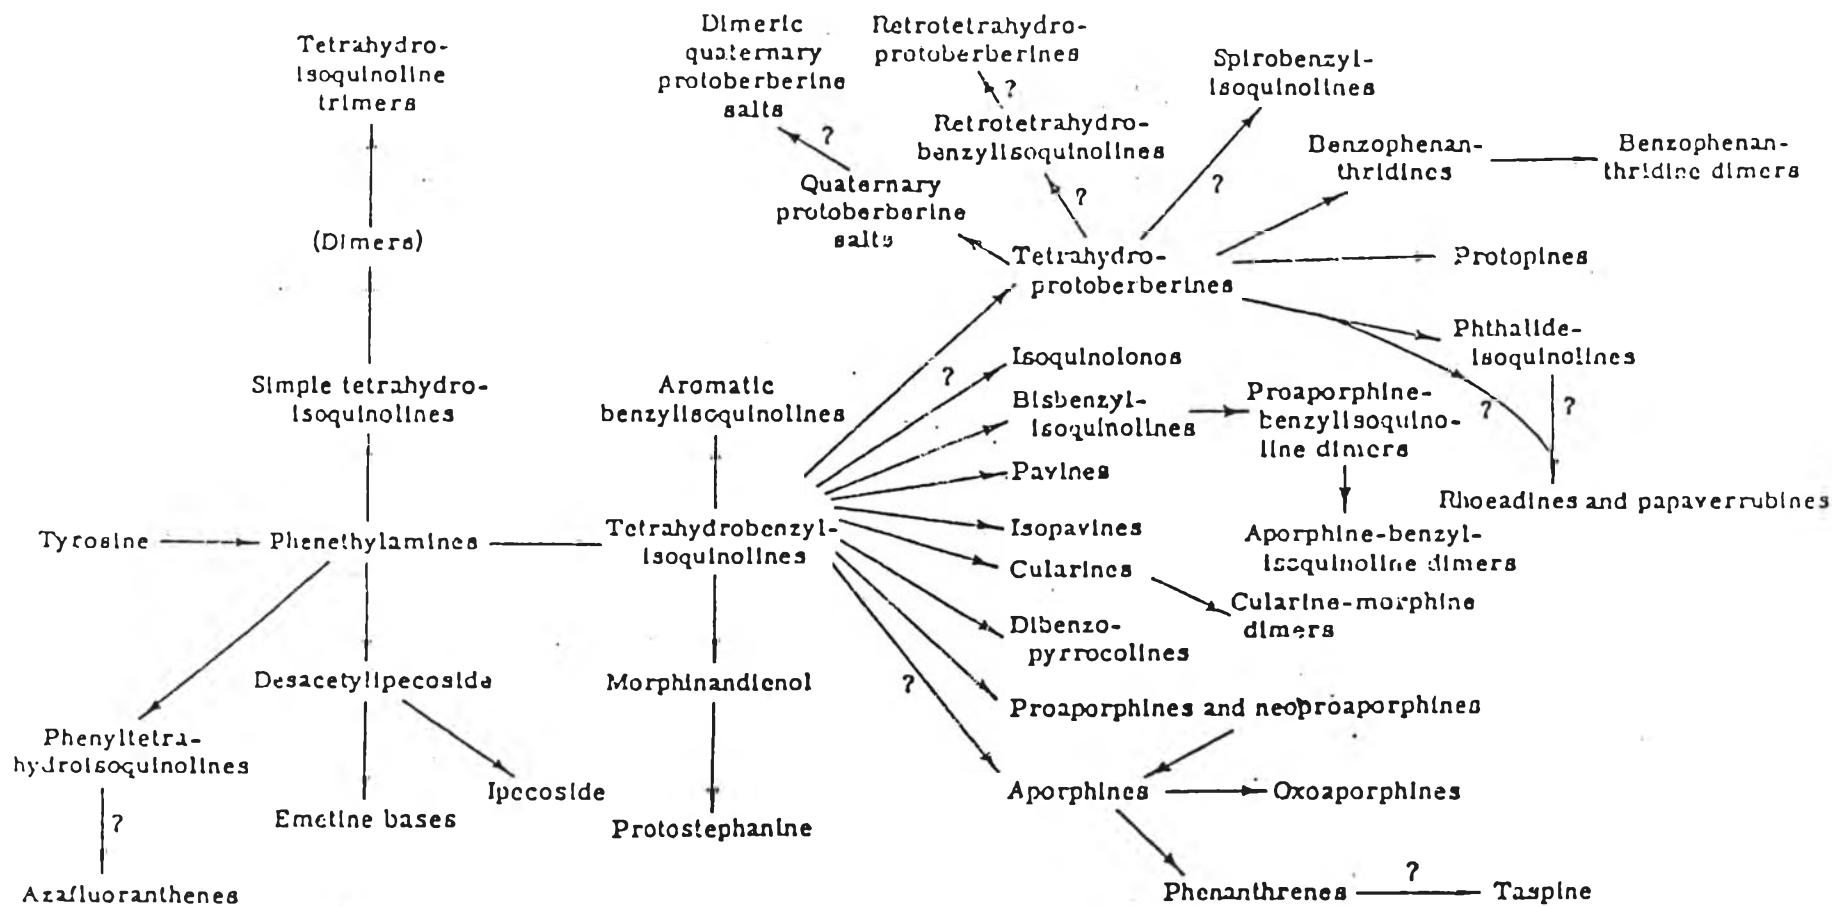 Tetrahydro-
isoquinoline
trimers
(Dimers)
Simple tetrahydro-
isoquinolines
Tyrosine
Phenethylamines
Desacetylipecoside
Ipecoside
Emetine bases
Phenyltetra-
hydroisoquinolines
?
Azafluoranthenes
Aromatic
benzylisoquinolines
Tetrahydrobenzyl-
isoquinolines
Morphinandienol
Protostephanine
Dimeric
quaternary
protoberberine
salts
?
Quaternary
protoberberine
salts
Retrotetrahydro-
protoberberines
?
Retrotetrahydro-
benzylisoquinolines
?
Tetrahydro-
protoberberines
Spirobenzyl-
isoquinolines
?
Benzophenan-
thridines
Benzophenan-
thridine dimers
Protopines
Phthalide-
isoquinolines
?
?
Rhoeadines and papaverrubines
?
Isoquinolones
Bisbenzyl-
isoquinolines
Proaporphine-
benzylisoquino-
line dimers
Aporphine-benzyl-
isoquinoline dimers
Pavines
Isopavines
Cularines
Cularine-morphine
dimers
Dibenzo-
pyrrocolines
Proaporphines and neoproaporphines
?
Aporphines
Oxoaporphines
Phenanthrenes
?
Taspine